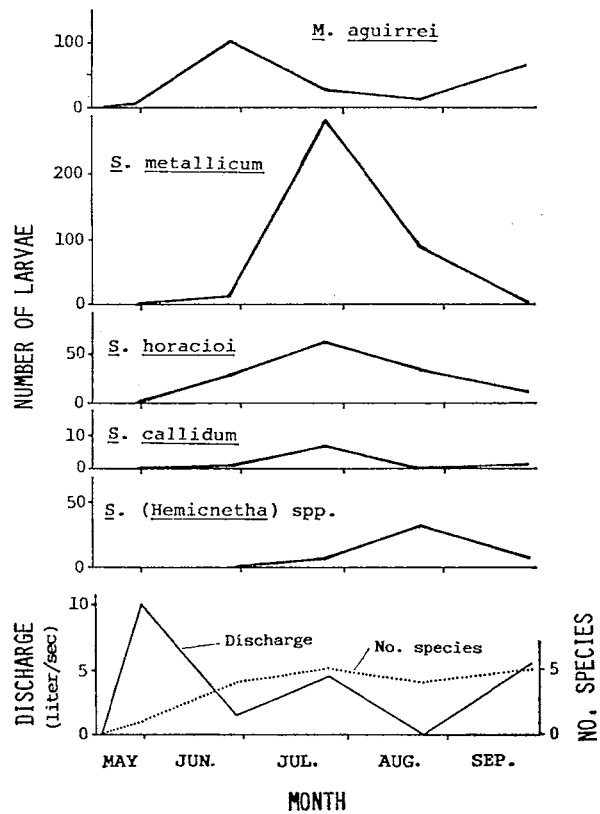 M. aguirrei
100
0
S. metallicum
200
100
0
NUMBER OF LARVAE
S. horacioi
50
0
S. callidum
10
0
S. (Hemicnetha) spp.
50
0
DISCHARGE
(liter/sec)
10
5
0
Discharge
No. species
5
0
NO. SPECIES
MAY JUN. JUL. AUG. SEP.
MONTH